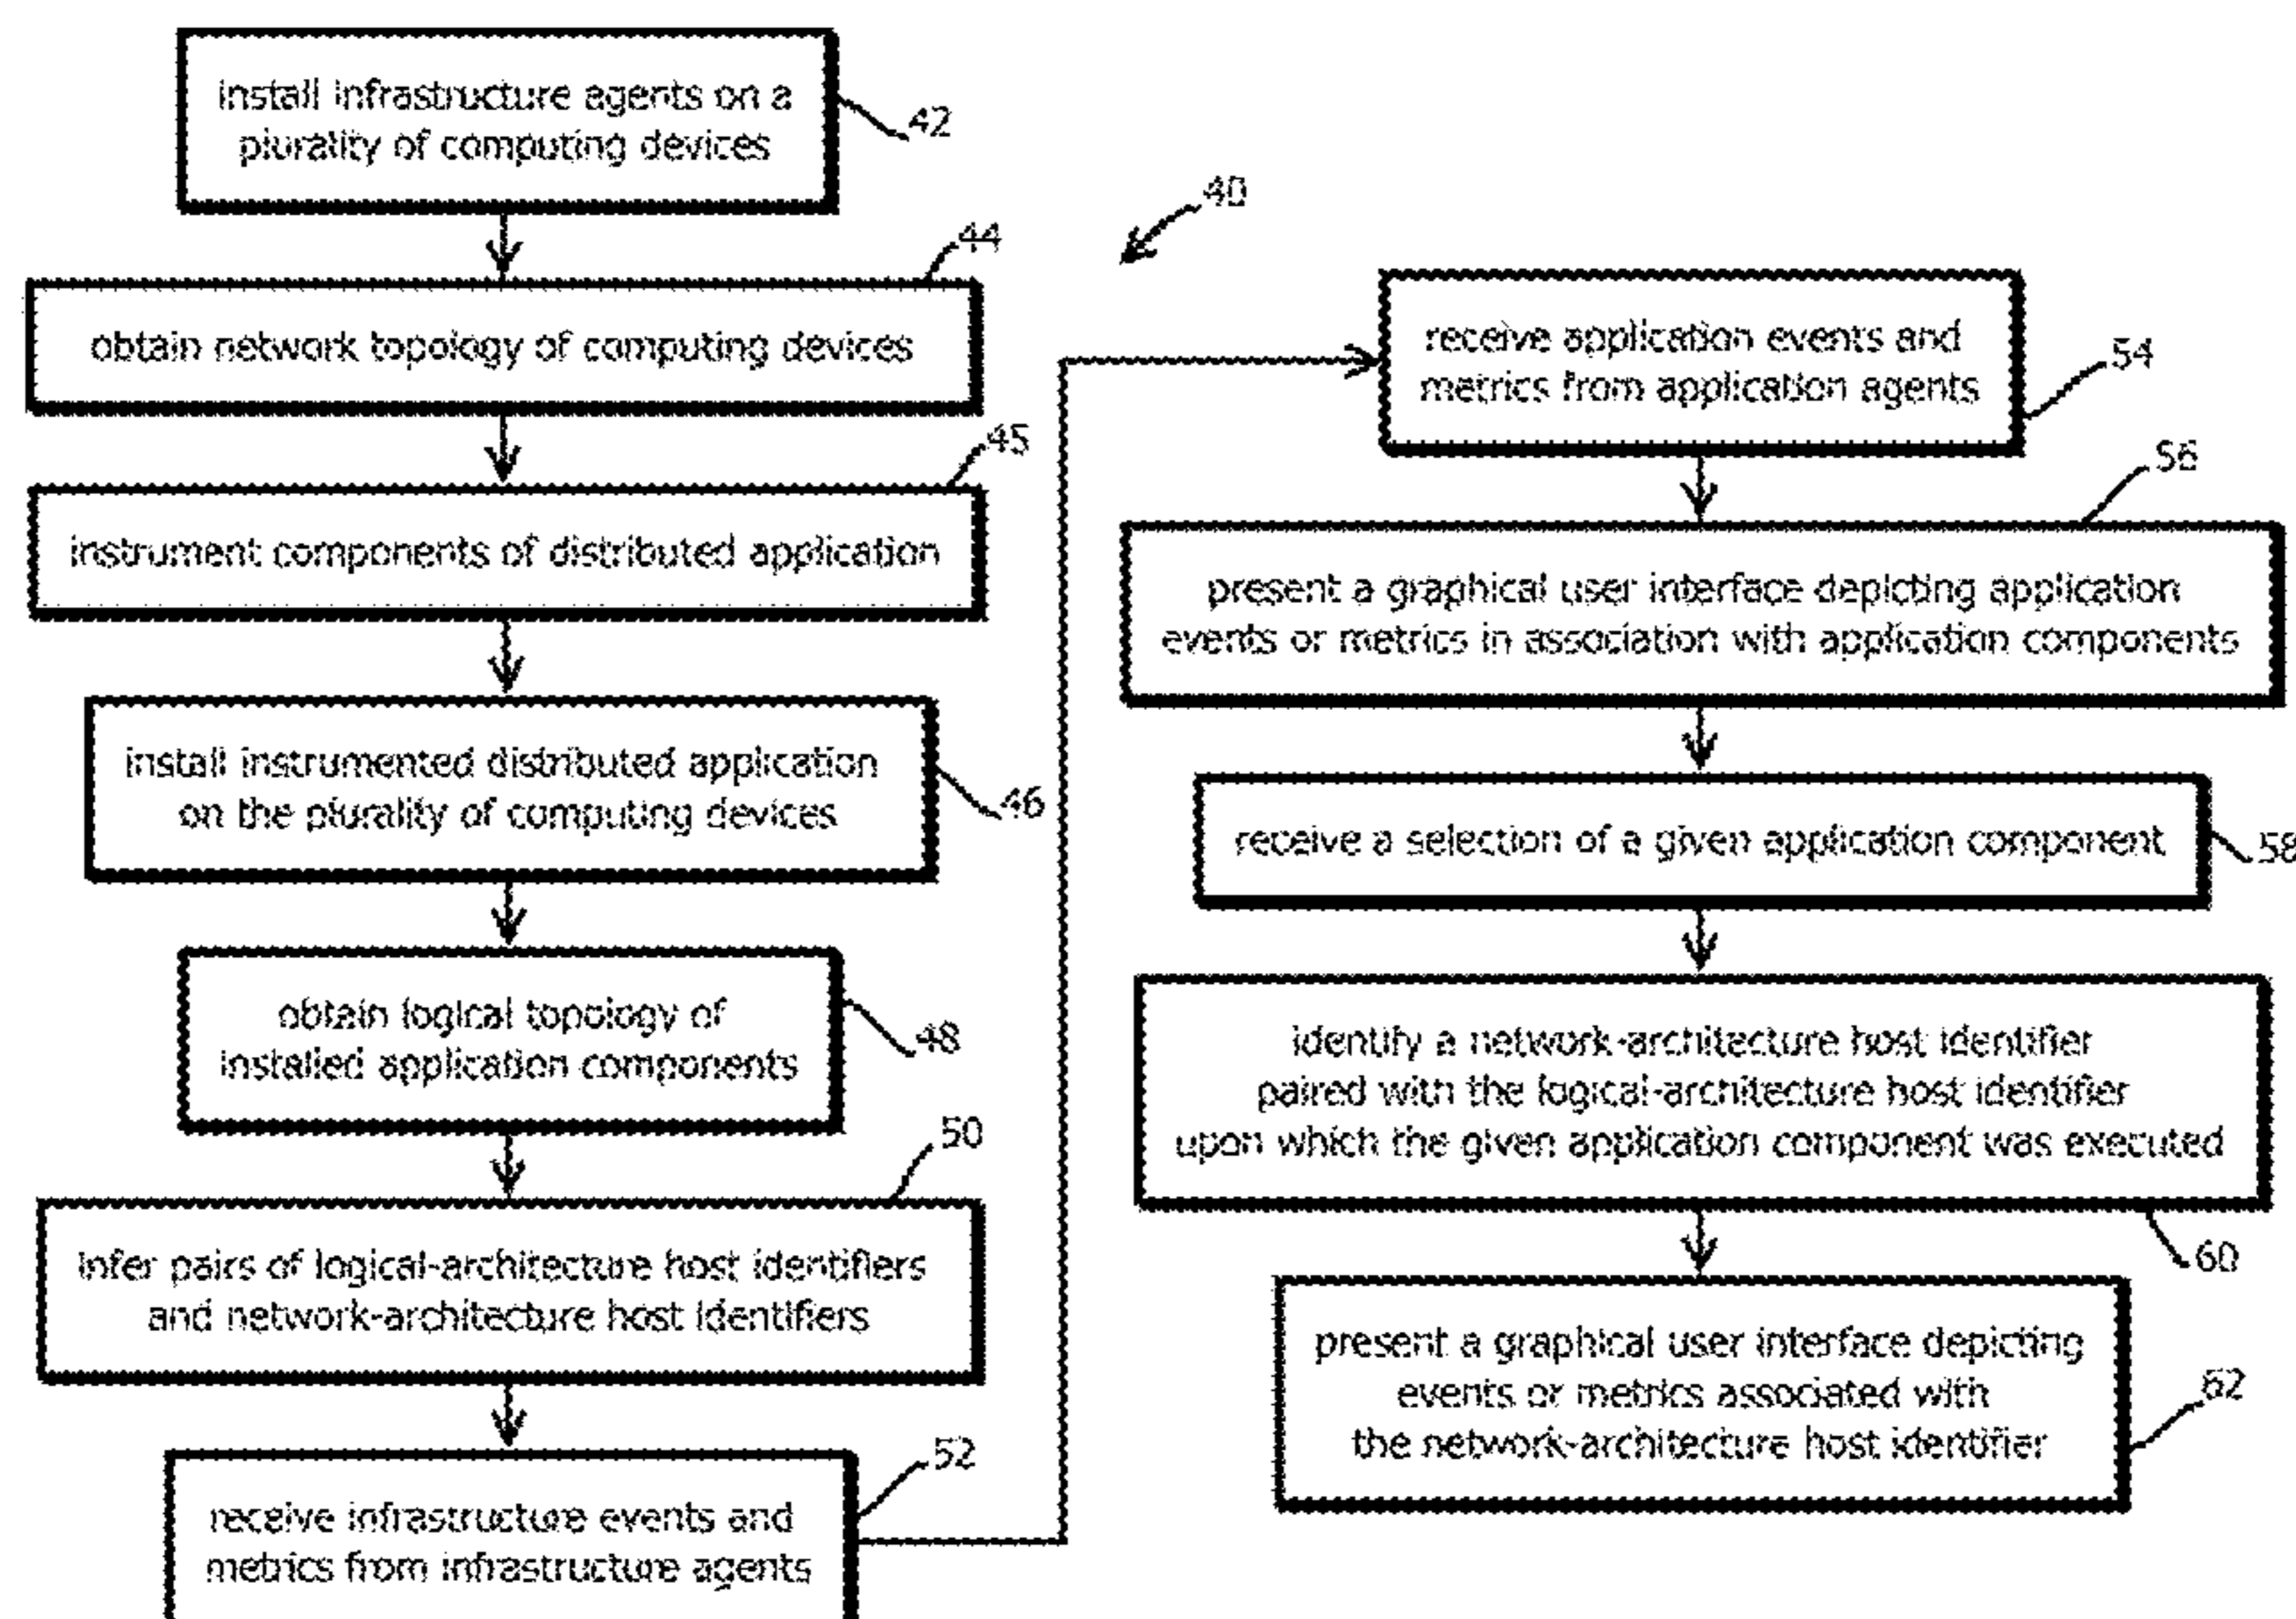 install infrastructure agents on a
plurality of computing devices
42
40
44
obtain network topology of computing devices
45
instrument components of distributed application
install instrumented distributed application
on the plurality of computing devices
46
obtain logical topology of
installed application components
48
50
infer pairs of logical-architecture host identifiers
and network-architecture host identifiers
52
receive infrastructure events and
metrics from infrastructure agents
receive application events and
metrics from application agents
54
56
present a graphical user interface depicting application
events or metrics in association with application components
receive a selection of a given application component
58
identify a network-architecture host identifier
paired with the logical-architecture host identifier
upon which the given application component was executed
60
present a graphical user interface depicting
events or metrics associated with
the network-architecture host identifier
62